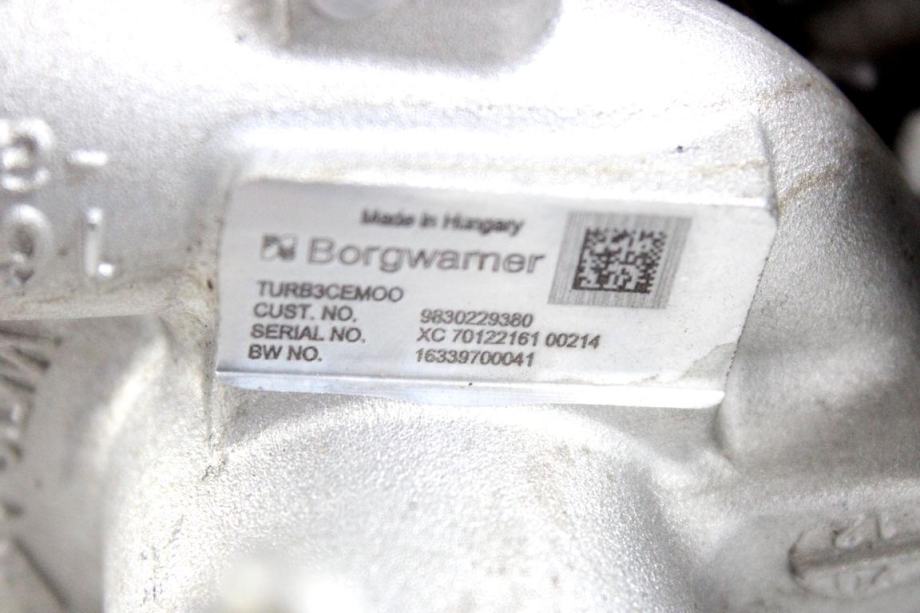 Made in Hungary
BorgWarner
TURB3CEMOO
CUST. NO. 9830229380
SERIAL NO. XC 70122161 00214
BW NO. 16339700041